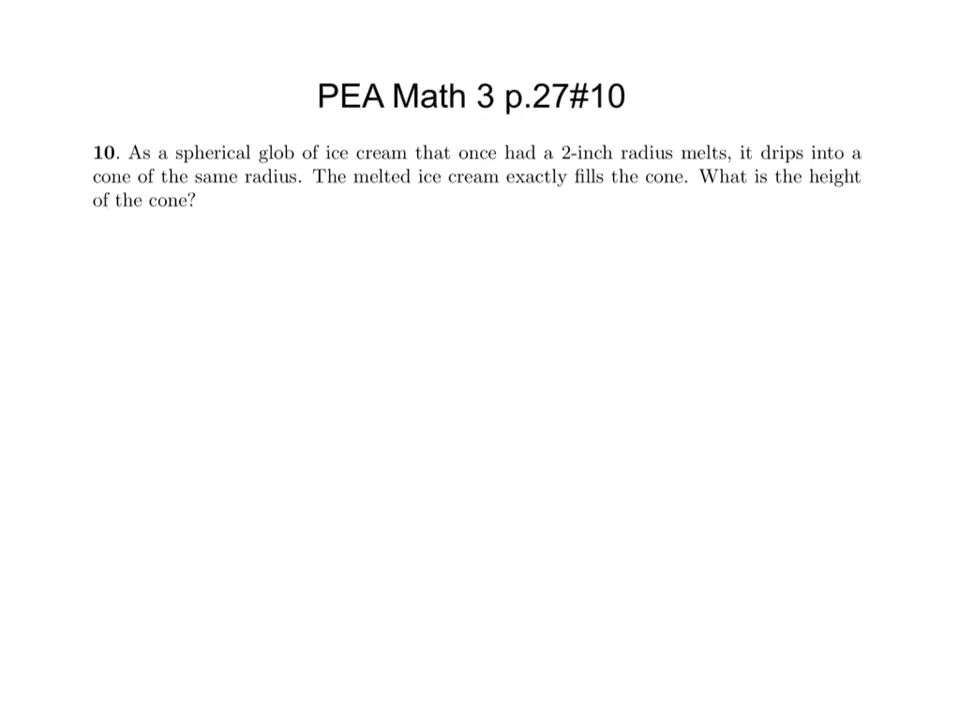 PEA Math 3 p.27#10
10. As a spherical glob of ice cream that once had a 2-inch radius melts, it drips into a
cone of the same radius. The melted ice cream exactly fills the cone. What is the height
of the cone?